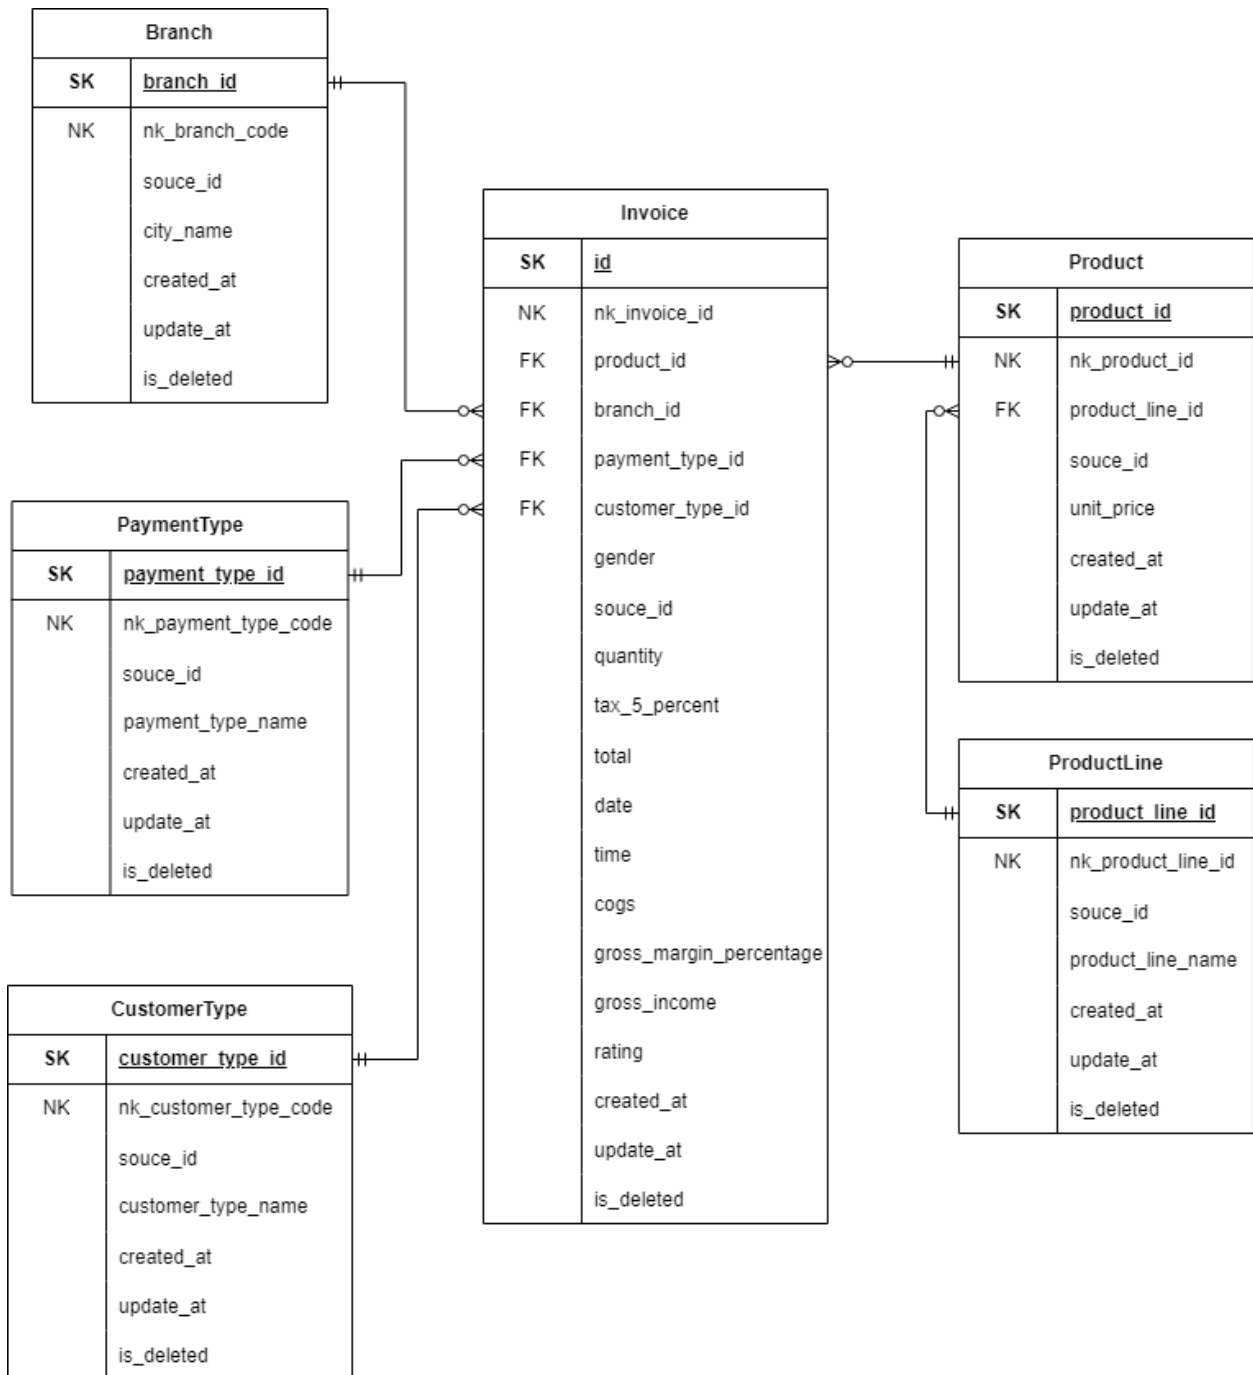 Branch
SK branch_id
NK nk_branch_code
souce_id
city_name
created_at
update_at
is_deleted
PaymentType
SK payment_type_id
NK nk_payment_type_code
souce_id
payment_type_name
created_at
update_at
is_deleted
CustomerType
SK customer_type_id
NK nk_customer_type_code
souce_id
customer_type_name
created_at
update_at
is_deleted
Invoice
SK id
NK nk_invoice_id
FK product_id
FK branch_id
FK payment_type_id
FK customer_type_id
gender
souce_id
quantity
tax_5_percent
total
date
time
cogs
gross_margin_percentage
gross_income
rating
created_at
update_at
is_deleted
Product
SK product_id
NK nk_product_id
FK product_line_id
souce_id
unit_price
created_at
update_at
is_deleted
ProductLine
SK product_line_id
NK nk_product_line_id
souce_id
product_line_name
created_at
update_at
is_deleted